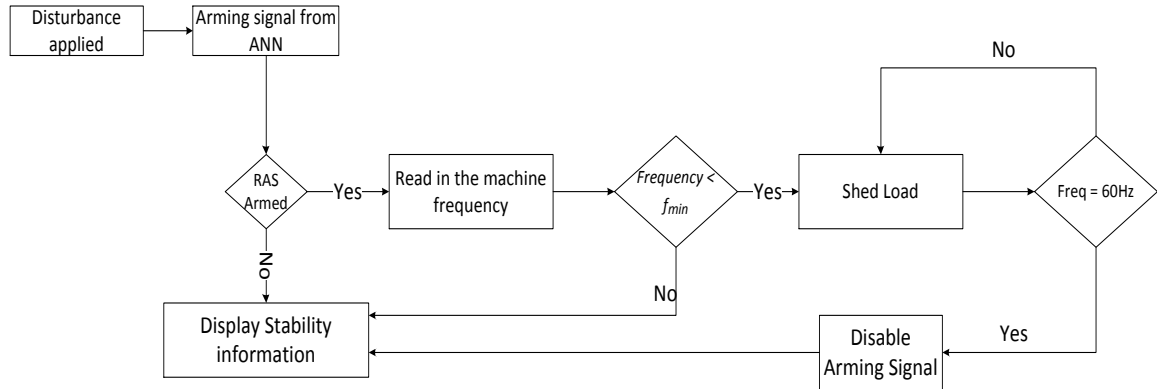 Disturbance
applied
Arming signal from
ANN
No
RAS
Armed
Yes
Read in the machine
frequency
Frequency <
fmin
Yes
Shed Load
Freq = 60Hz
No
No
Display Stability
information
Disable
Arming Signal
Yes